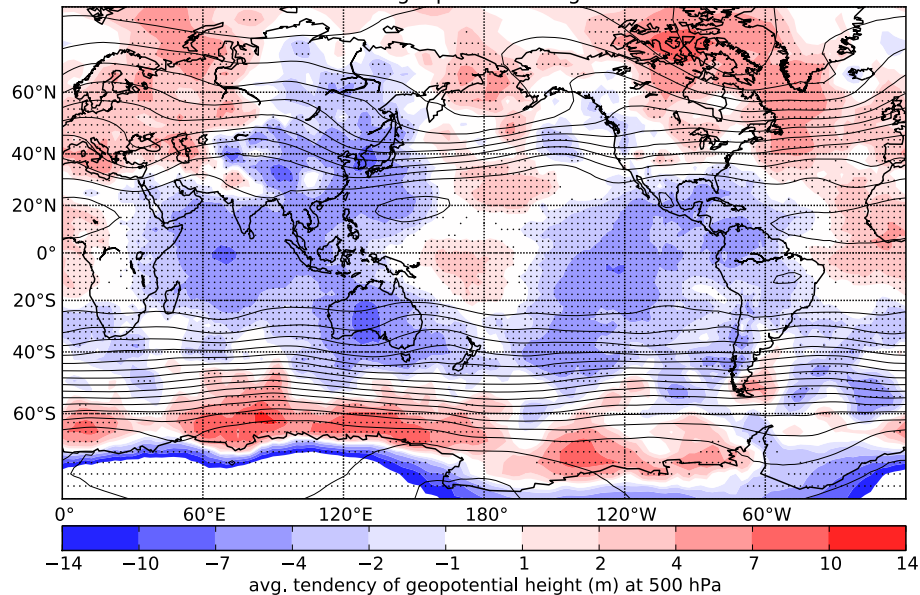 60°N
40°N
20°N
0°
20°S
40°S
60°S
0° 60°E 120°E 180° 120°W 60°W
−14 −10 −7 −4 −2 −1 1 2 4 7 10 14
avg. tendency of geopotential height (m) at 500 hPa